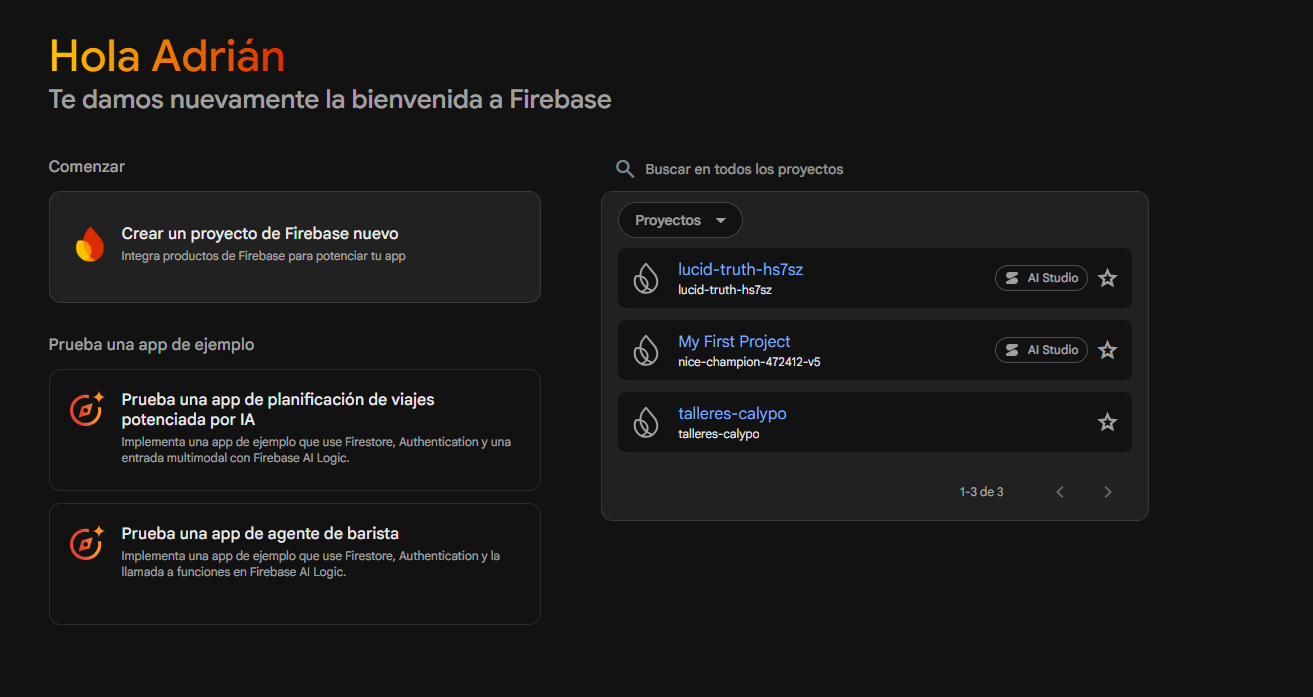 Hola Adrián
Te damos nuevamente la bienvenida a Firebase
Comenzar
Crear un proyecto de Firebase nuevo
Integra productos de Firebase para potenciar tu app
Prueba una app de ejemplo
Prueba una app de planificación de viajes
potenciada por IA
Implementa una app de ejemplo que use Firestore, Authentication y una
entrada multimodal con Firebase AI Logic.
Prueba una app de agente de barista
Implementa una app de ejemplo que use Firestore, Authentication y la
llamada a funciones en Firebase AI Logic.
Buscar en todos los proyectos
Proyectos
lucid-truth-hs7sz
lucid-truth-hs7sz
AI Studio
My First Project
nice-champion-472412-v5
AI Studio
talleres-calypo
talleres-calypo
1-3 de 3